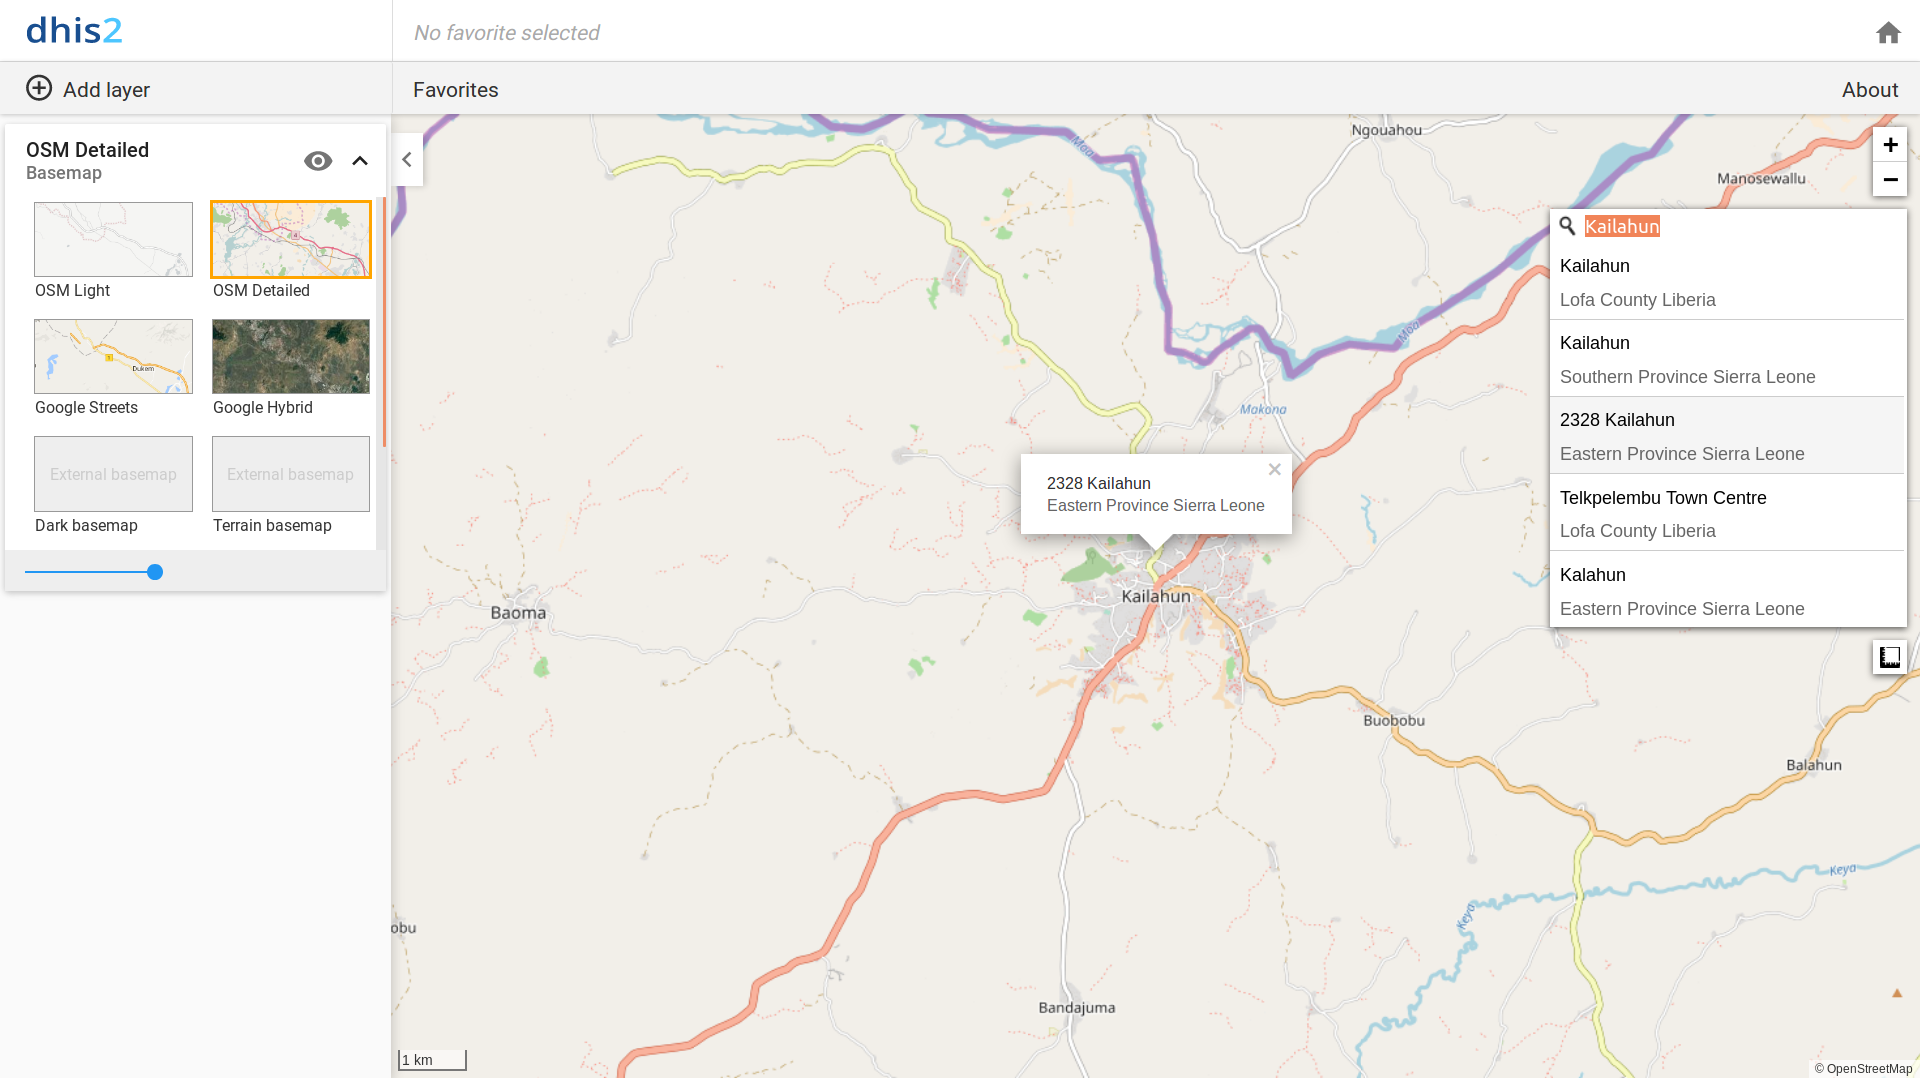 dhis2
No favorite selected
Add layer
Favorites
About
OSM Detailed
Basemap
OSM Light
OSM Detailed
Dukem
Google Streets
Google Hybrid
External basemap
External basemap
Dark basemap
Terrain basemap
+
−
Kailahun
Kailahun
Lofa County Liberia
Kailahun
Southern Province Sierra Leone
2328 Kailahun
Eastern Province Sierra Leone
Telkpelembu Town Centre
Lofa County Liberia
Kalahun
Eastern Province Sierra Leone
Ngouahou
Moa
Manosewallu
Moa
Makona
2328 Kailahun
×
Eastern Province Sierra Leone
Kailahun
Baoma
Buobobu
Balahun
Keya
Keya
obu
Bandajuma
1 km
© OpenStreetMap